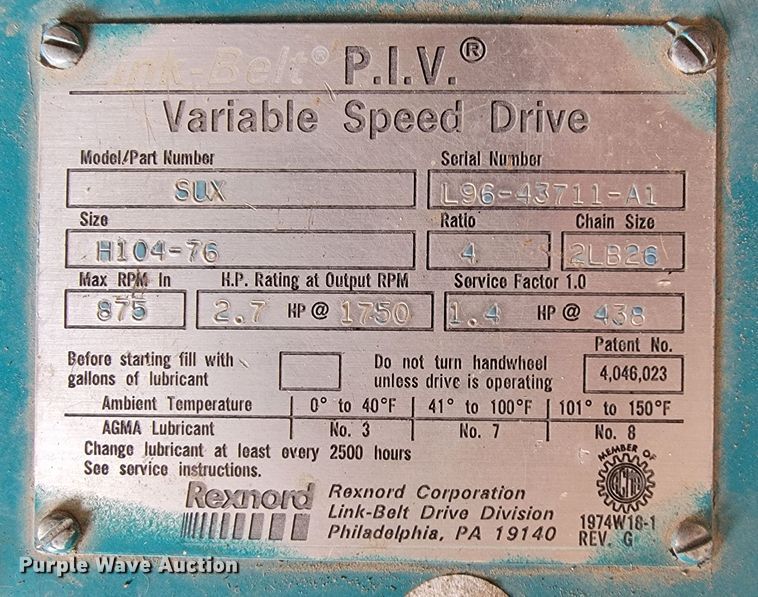 Link-Belt® P.I.V.®
Variable Speed Drive
Model/Part Number Serial Number
SUX L96-43711-A1
Size Ratio Chain Size
H104-76 4 2LB26
Max RPM In H.P. Rating at Output RPM Service Factor 1.0
875 2.7 HP @ 1750 1.4 HP @ 438
Patent No.
Before starting fill with Do not turn handwheel
gallons of lubricant unless drive is operating 4,046,023
Ambient Temperature 0° to 40°F 41° to 100°F 101° to 150°F
AGMA Lubricant No. 3 No. 7 No. 8
Change lubricant at least every 2500 hours
See service instructions.
MEMBER OF
Rexnord Rexnord Corporation
Link-Belt Drive Division
Philadelphia, PA 19140
1974W18-1
REV. G
Purple Wave Auction